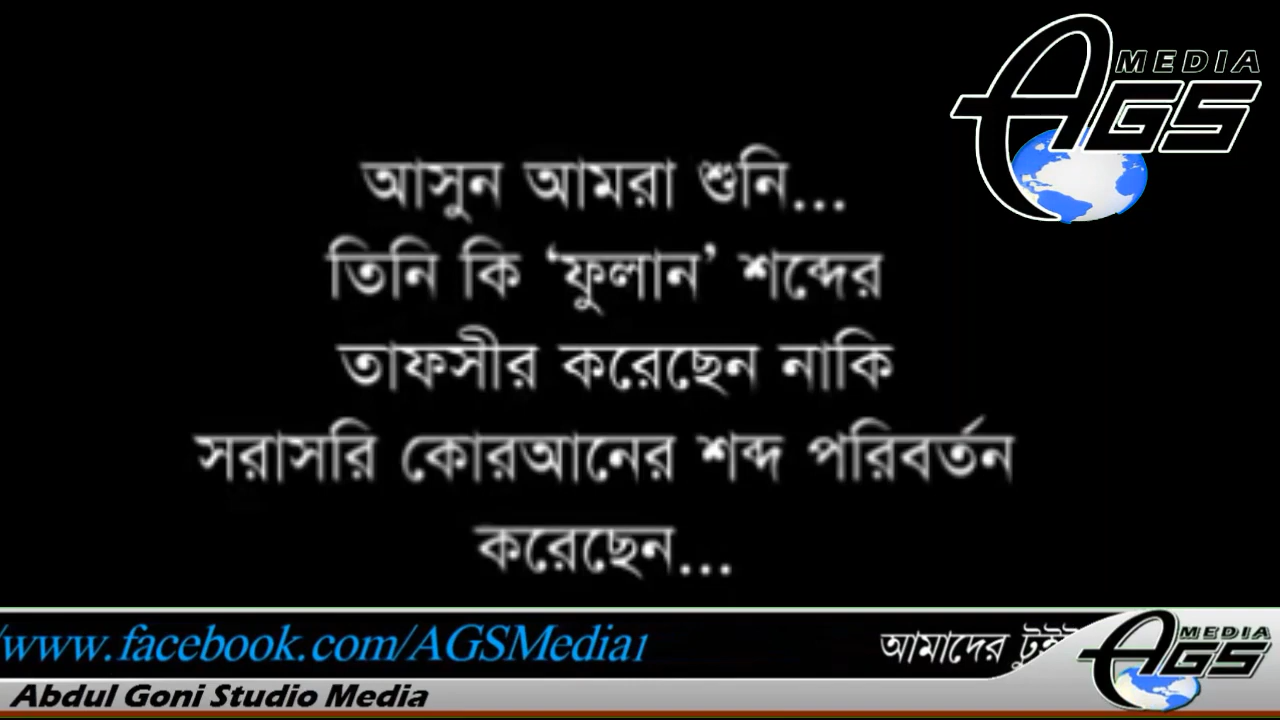 MEDIA
AGS
আসুন আমরা শুনি...
তিনি কি ‘ফুলান’ শব্দের
তাফসীর করেছেন নাকি
সরাসরি কোরআনের শব্দ পরিবর্তন
করেছেন...
/www.facebook.com/AGSMedia1
আমাদের
MEDIA
AGS
Abdul Goni Studio Media